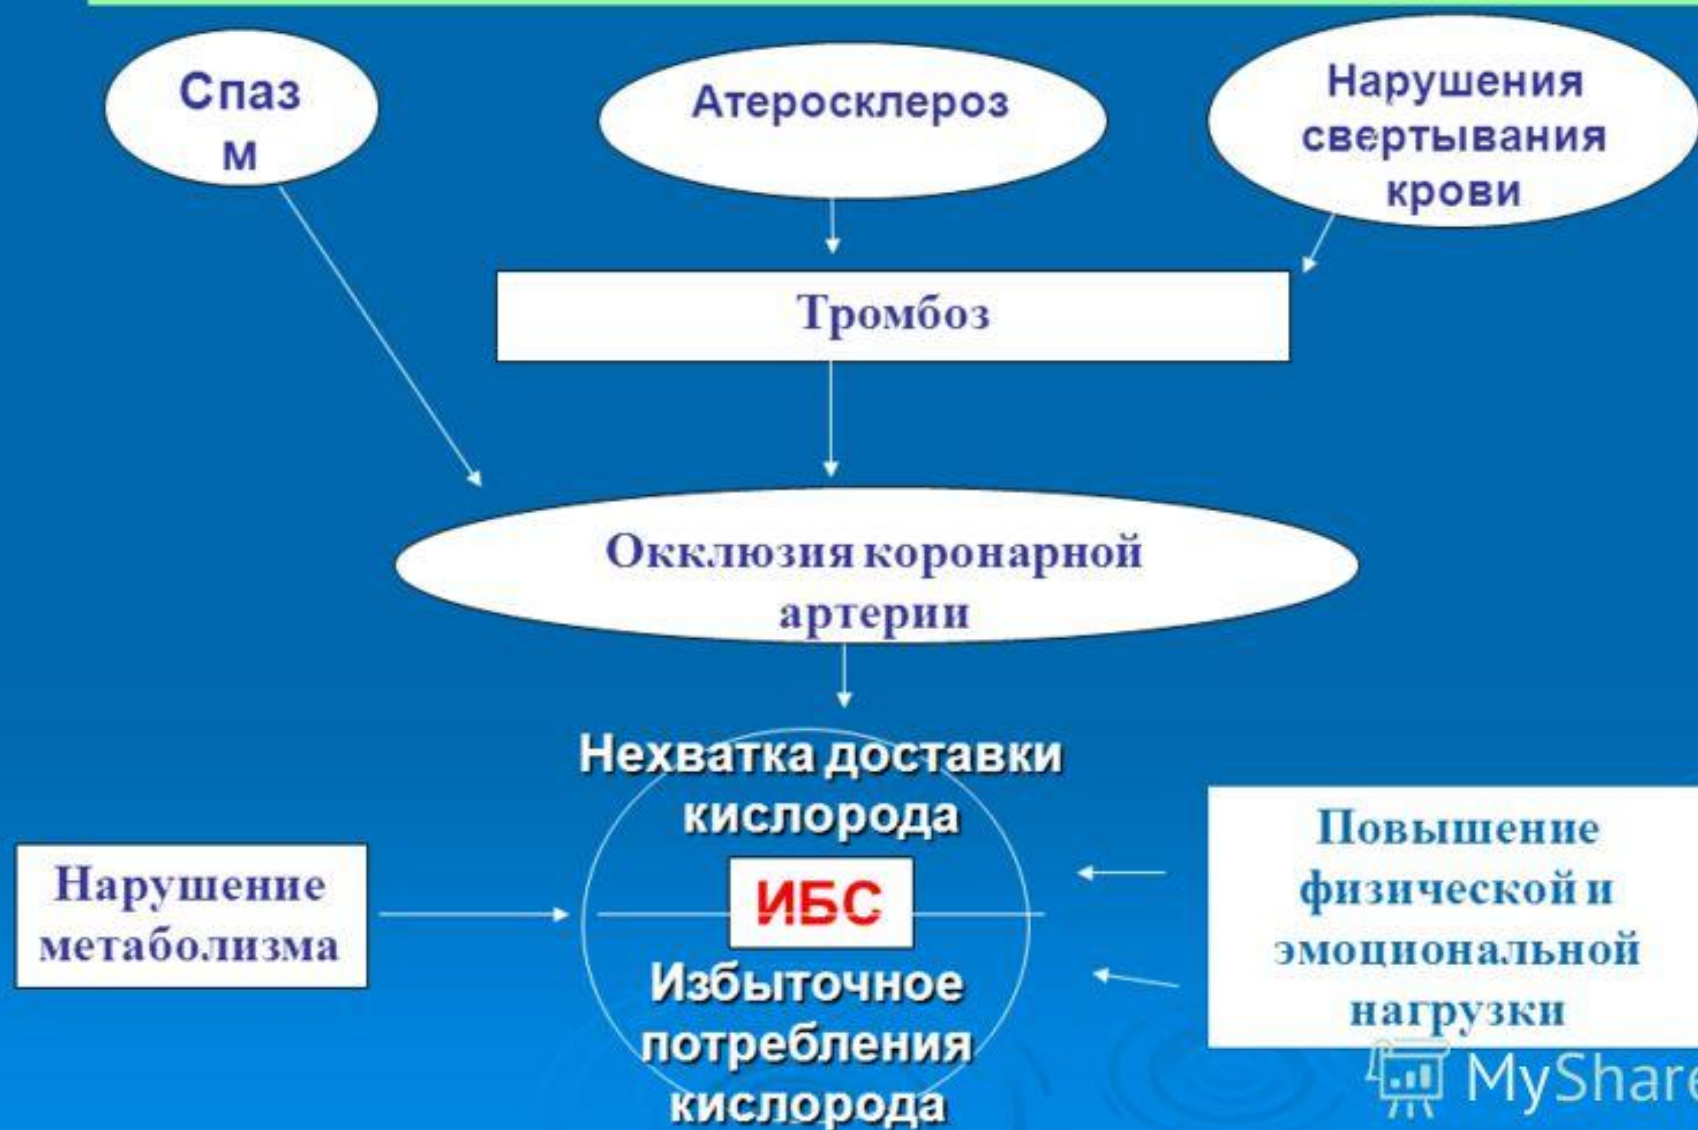 Спаз
м
Атеросклероз
Нарушения
свертывания
крови
Тромбоз
Окклюзия коронарной
артерии
Нехватка доставки
кислорода
Нарушение
метаболизма
ИБС
Повышение
физической и
эмоциональной
нагрузки
Избыточное
потребления
кислорода
MyShare